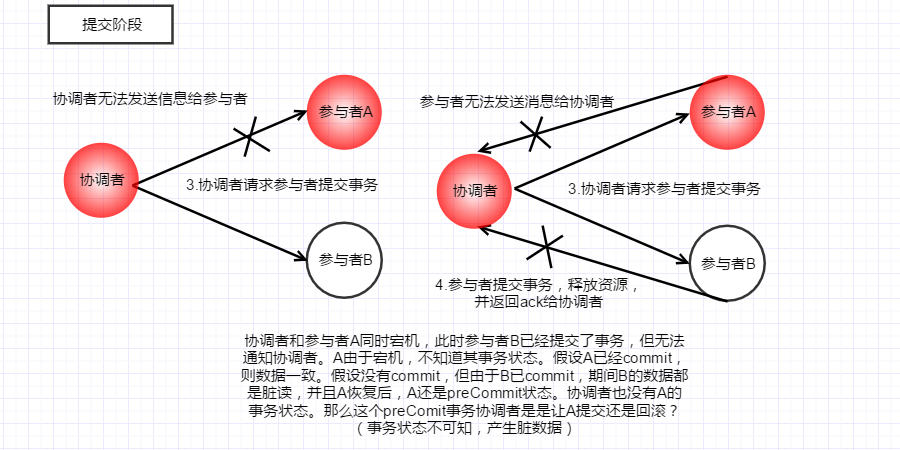 提交阶段
协调者无法发送信息给参与者
参与者A
协调者
3.协调者请求参与者提交事务
参与者B
参与者无法发送消息给协调者
参与者A
协调者
3.协调者请求参与者提交事务
参与者B
4.参与者提交事务，释放资源，
并返回ack给协调者
协调者和参与者A同时宕机，此时参与者B已经提交了事务，但无法
通知协调者。A由于宕机，不知道其事务状态。假设A已经commit，
则数据一致。假设没有commit，但由于B已commit，期间B的数据都
是脏读，并且A恢复后，A还是preCommit状态。协调者也没有A的
事务状态。那么这个preComit事务协调者是是让A提交还是回滚？
（事务状态不可知，产生脏数据）